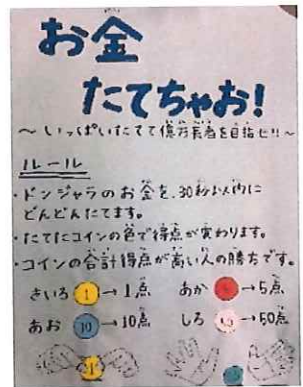 お金
たてちゃお!
～いっぱいたてて億万長者を目指せ!!～
ルール
・ドンジャラのお金を、30秒以内に
どんどんたてます。
・たてたコインの色で得点が変わります。
・コインの合計得点が高い人の勝ちです。
きいろ 1 → 1点 あか → 5点
あお 10 → 10点 しろ 50 → 50点